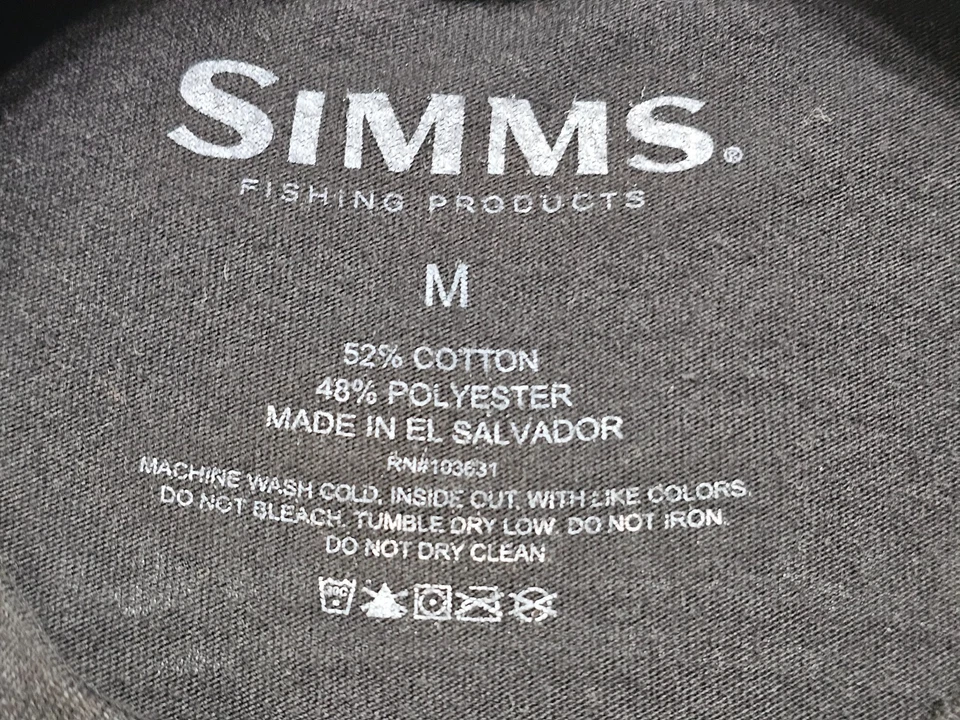 SIMMS®
FISHING PRODUCTS
M
52% COTTON
48% POLYESTER
MADE IN EL SALVADOR
RN#103631
MACHINE WASH COLD, INSIDE OUT, WITH LIKE COLORS.
DO NOT BLEACH. TUMBLE DRY LOW. DO NOT IRON.
DO NOT DRY CLEAN.
30C